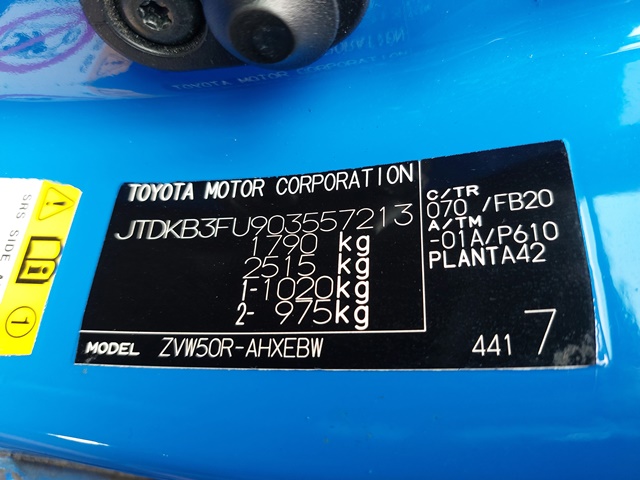 TOYOTA MOTOR CORPORATION
JTDKB3FU903557213
1790 kg
2515 kg
1-1020kg
2- 975kg
MODEL ZVW50R-AHXEBW
C/TR
070 /FB20
A/TM
-01A/P610
PLANTA42
441 7
SRS SIDE
1